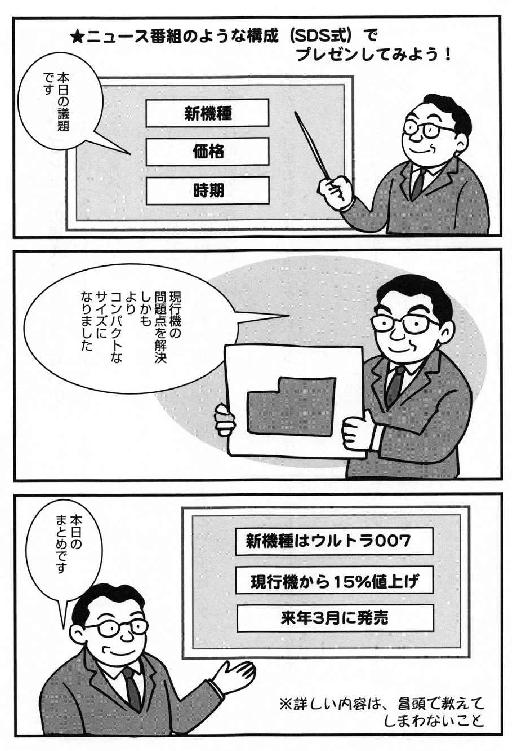 ★ニュース番組のような構成（SDS式）で
プレゼンしてみよう！
本日の議題
です
新機種
価格
時期
現行機の
問題点を解決
しかも
より
コンパクトな
サイズに
なりました
本日の
まとめです
新機種はウルトラ007
現行機から15%値上げ
来年3月に発売
※詳しい内容は、冒頭で教えて
しまわないこと